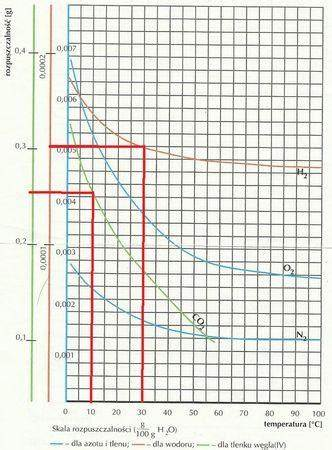 rozpuszczalność [g]
0,4
0,3
0,2
0,1
0,0002
0,0001
0,007
0,006
0,005
0,004
0,003
0,002
0,001
H2
O2
CO2
N2
0 10 20 30 40 50 60 70 80 90 100
temperatura [°C]
Skala rozpuszczalności (g/100 g H2O)
– dla azotu i tlenu; – dla wodoru; – dla tlenku węgla(IV)